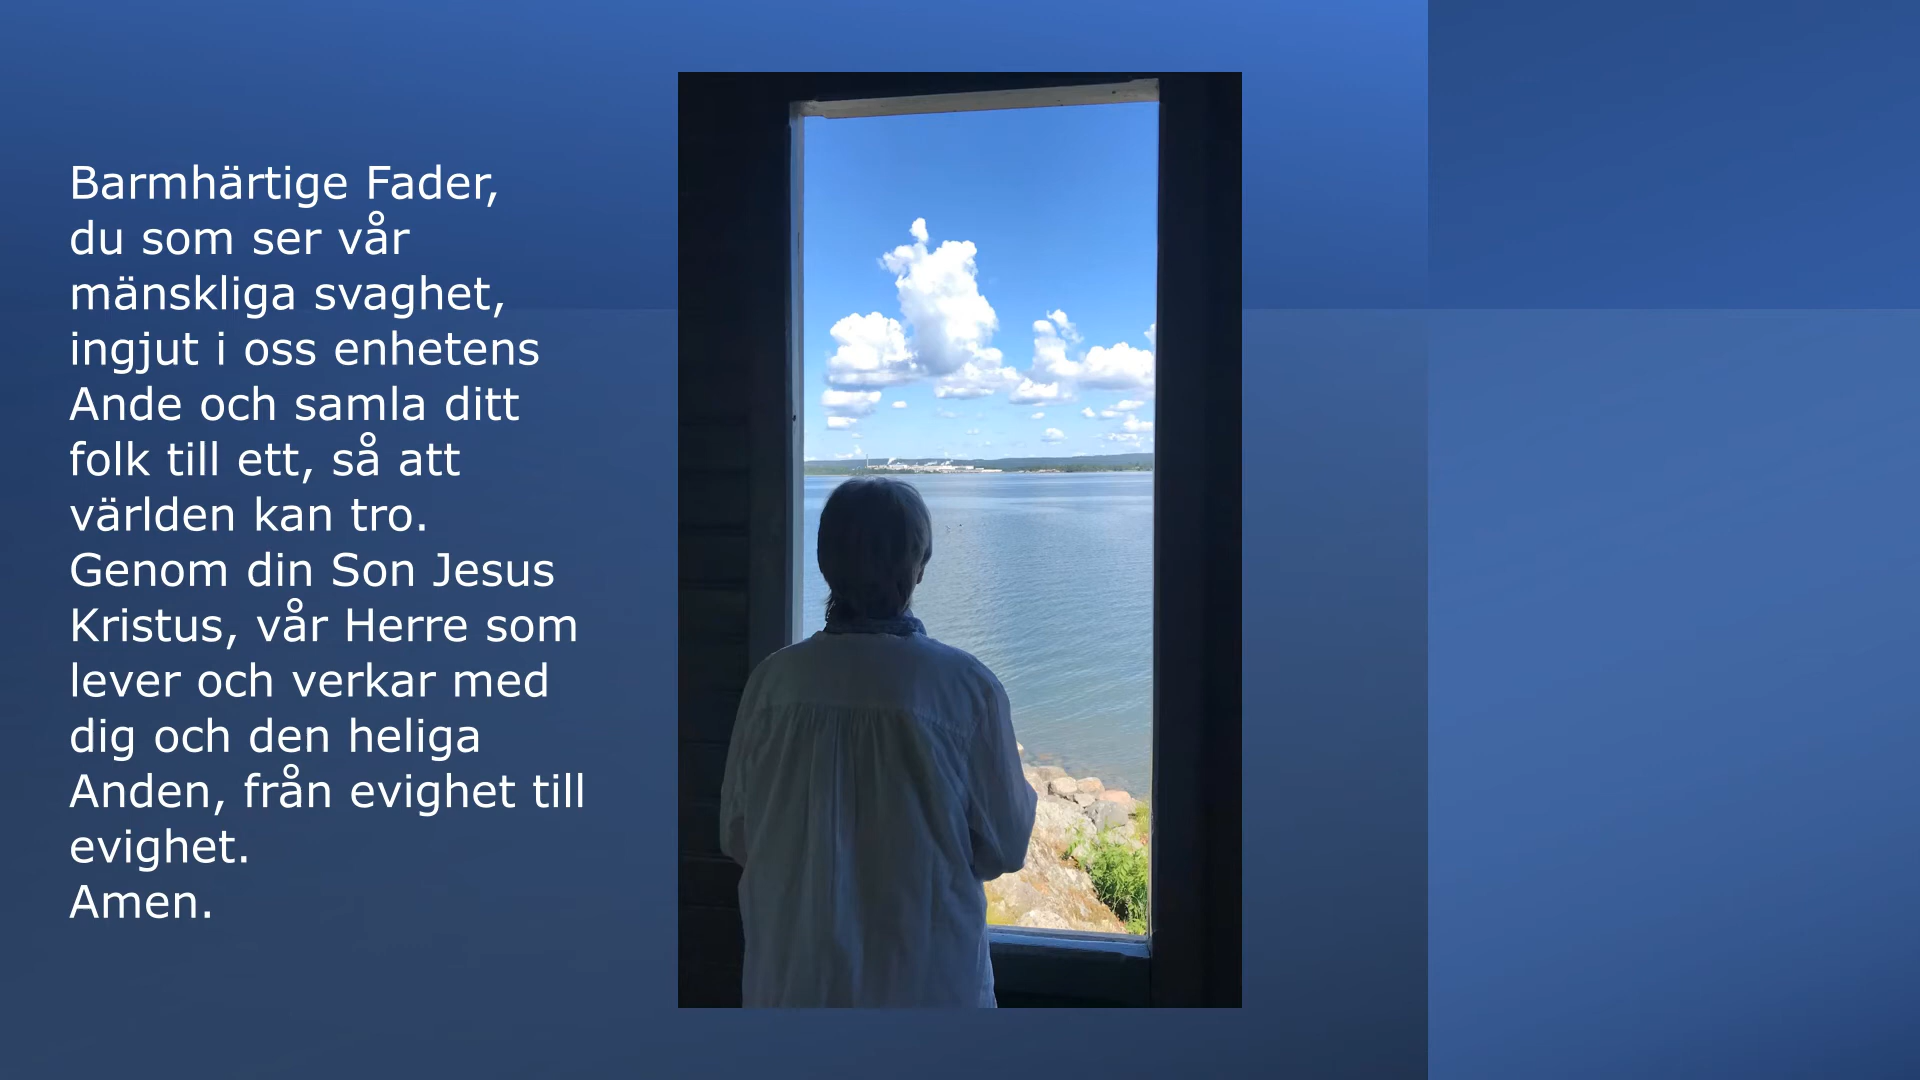 Barmhärtige Fader,
du som ser vår
mänskliga svaghet,
ingjut i oss enhetens
Ande och samla ditt
folk till ett, så att
världen kan tro.
Genom din Son Jesus
Kristus, vår Herre som
lever och verkar med
dig och den heliga
Anden, från evighet till
evighet.
Amen.